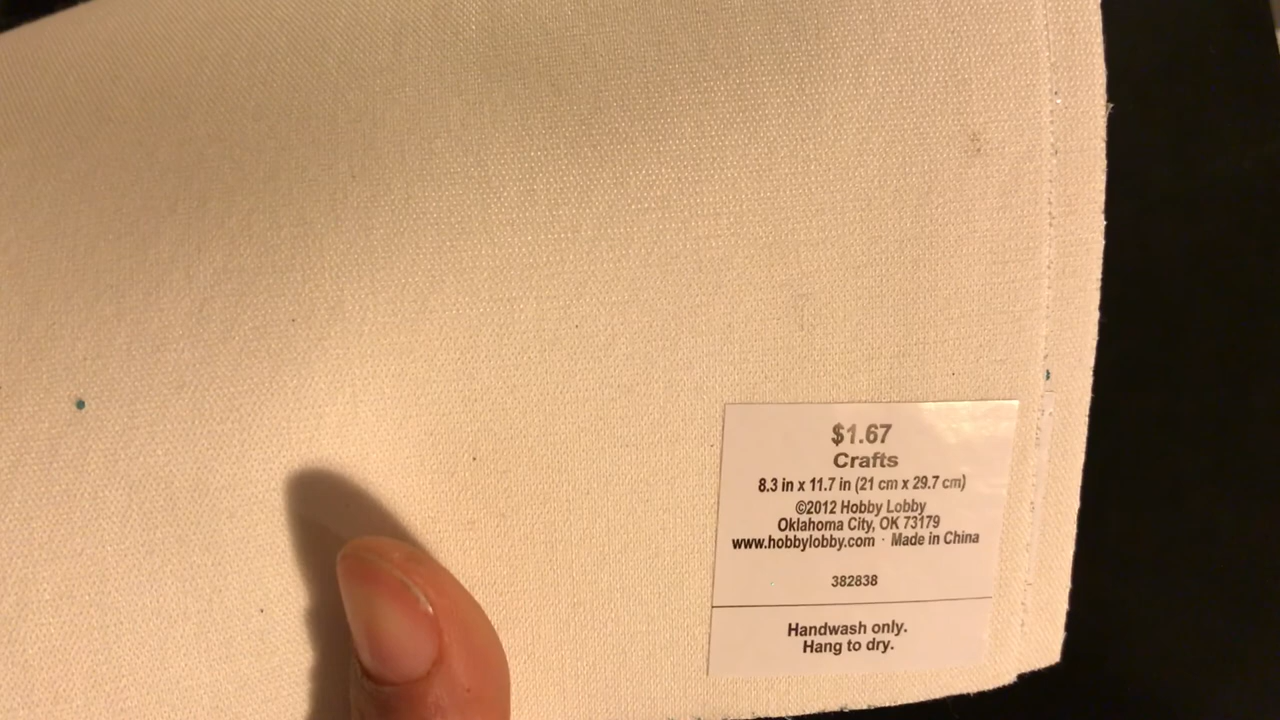 $1.67
Crafts
8.3 in x 11.7 in (21 cm x 29.7 cm)
©2012 Hobby Lobby
Oklahoma City, OK 73179
www.hobbylobby.com · Made in China
382838
Handwash only.
Hang to dry.